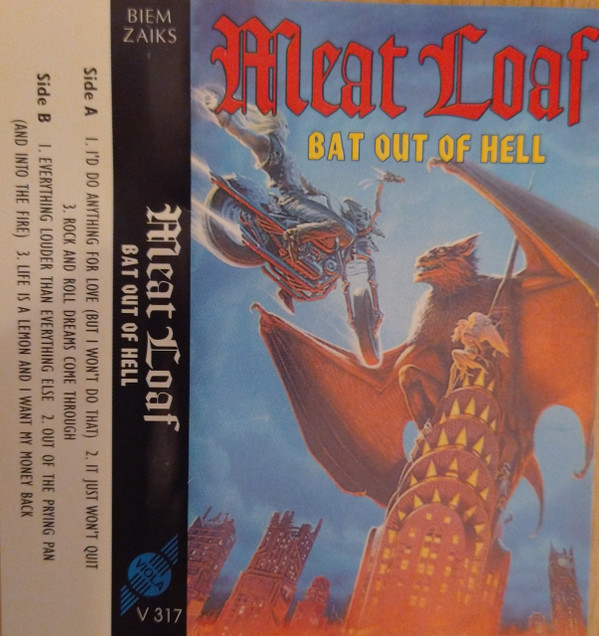 Meat Loaf
BAT OUT OF HELL
BIEM
ZAIKS
Meat Loaf
BAT OUT OF HELL
VIOLA
V 317
Side A 1. I'D DO ANYTHING FOR LOVE (BUT I WON'T DO THAT) 2. IT JUST WON'T QUIT
3. ROCK AND ROLL DREAMS COME THROUGH
Side B 1. EVERYTHING LOUDER THAN EVERYTHING ELSE 2. OUT OF THE PRYING PAN
(AND INTO THE FIRE) 3. LIFE IS A LEMON AND I WANT MY MONEY BACK